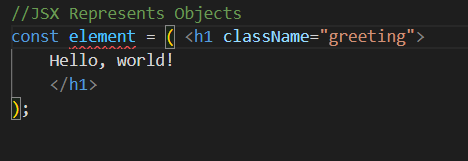 //JSX Represents Objects
const element = ( <h1 className="greeting">
Hello, world!
</h1>
);